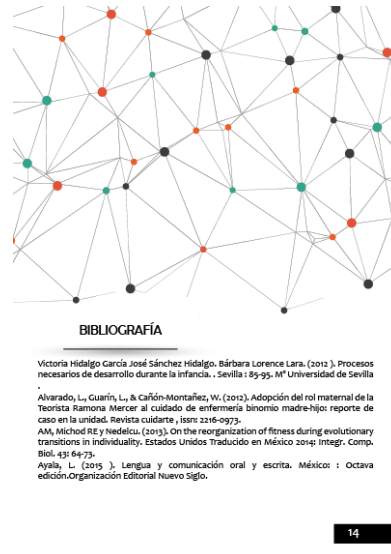 BIBLIOGRAFÍA
Victoria Hidalgo García José Sánchez Hidalgo. Bárbara Lorence Lara. (2012 ). Procesos
necesarios de desarrollo durante la infancia. . Sevilla : 85-95. Mª Universidad de Sevilla
.
Alvarado, L., Guarín, L., & Cañón-Montañez, W. (2012). Adopción del rol maternal de la
Teorista Ramona Mercer al cuidado de enfermería binomio madre-hijo: reporte de
caso en la unidad. Revista cuidarte , issn: 2216-0973.
AM, Michod RE y Nedelcu. (2013). On the reorganization of fitness during evolutionary
transitions in individuality. Estados Unidos Traducido en México 2014: Integr. Comp.
Biol. 43: 64-73.
Ayala, L. (2015 ). Lengua y comunicación oral y escrita. México: : Octava
edición.Organización Editorial Nuevo Siglo.
14